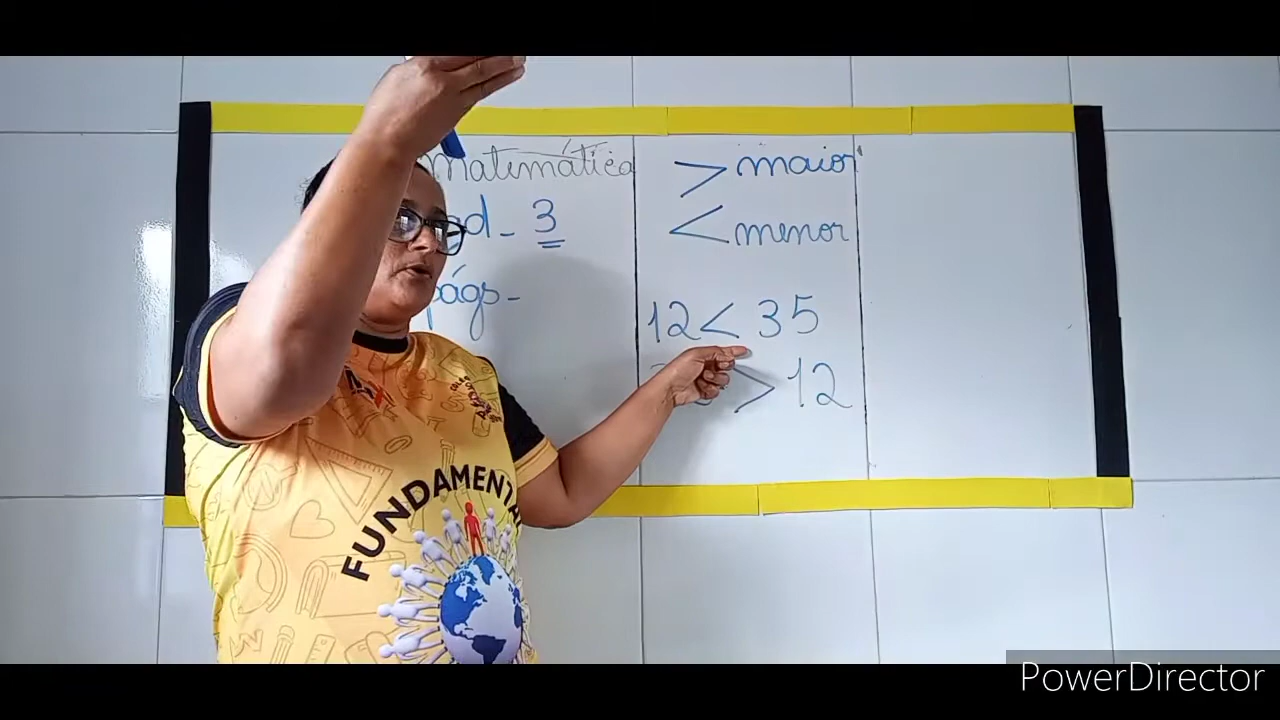 Matemática
3
págs-
> maior
< menor
12 < 35
> 12
FUNDAMENTA
PowerDirector